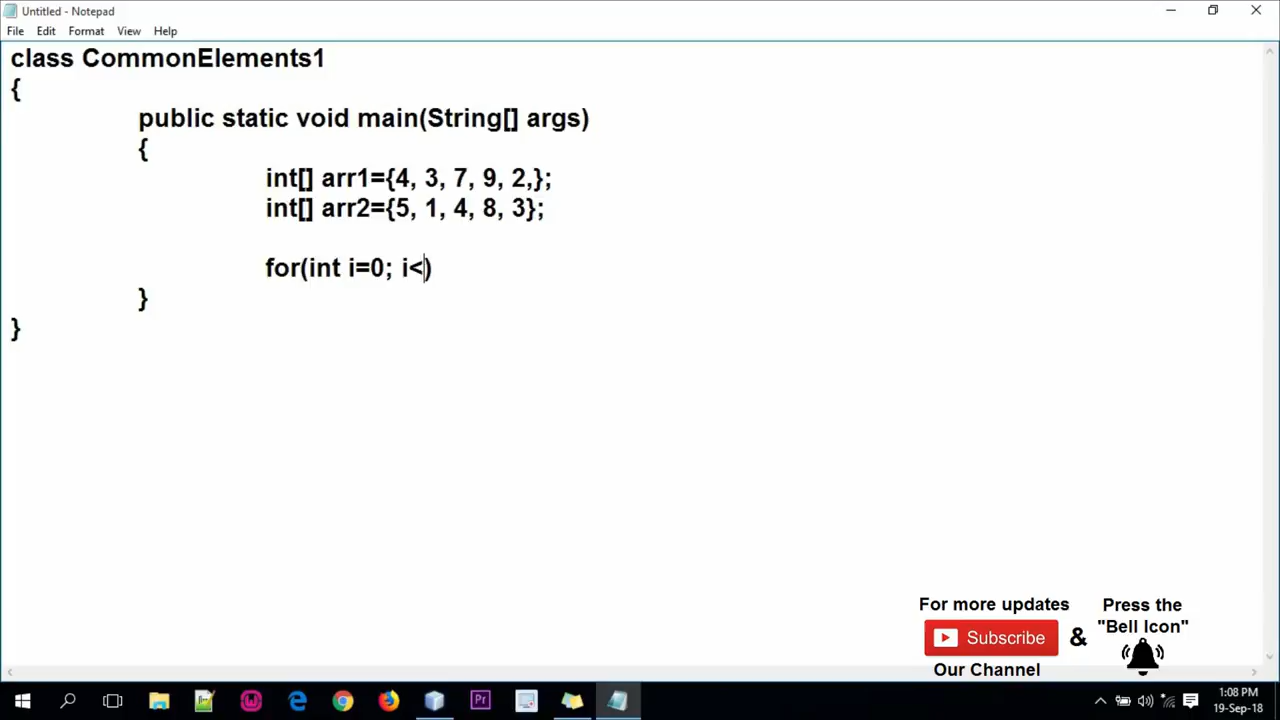 Untitled - Notepad
File Edit Format View Help
class CommonElements1
{
public static void main(String[] args)
{
int[] arr1={4, 3, 7, 9, 2,};
int[] arr2={5, 1, 4, 8, 3};
for(int i=0; i<)
}
}
For more updates
Subscribe
&
Our Channel
Press the
"Bell Icon"
Pr
1:08 PM
19-Sep-18